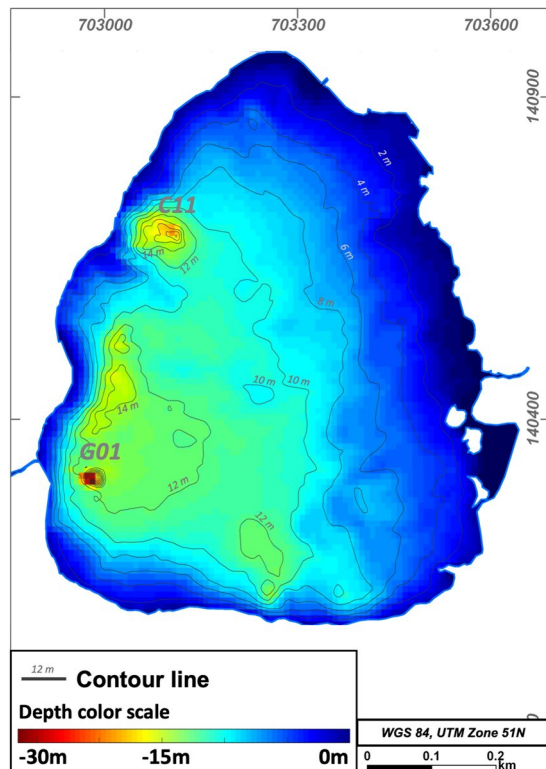 703000 703300 703600
140900
2 m
4 m
C11
6 m
14 m
12 m
8 m
10 m 10 m
14 m
140400
G01
12 m
12 m
12 m
Contour line
Depth color scale
-30m -15m 0m
WGS 84, UTM Zone 51N
0 0.1 0.2
km